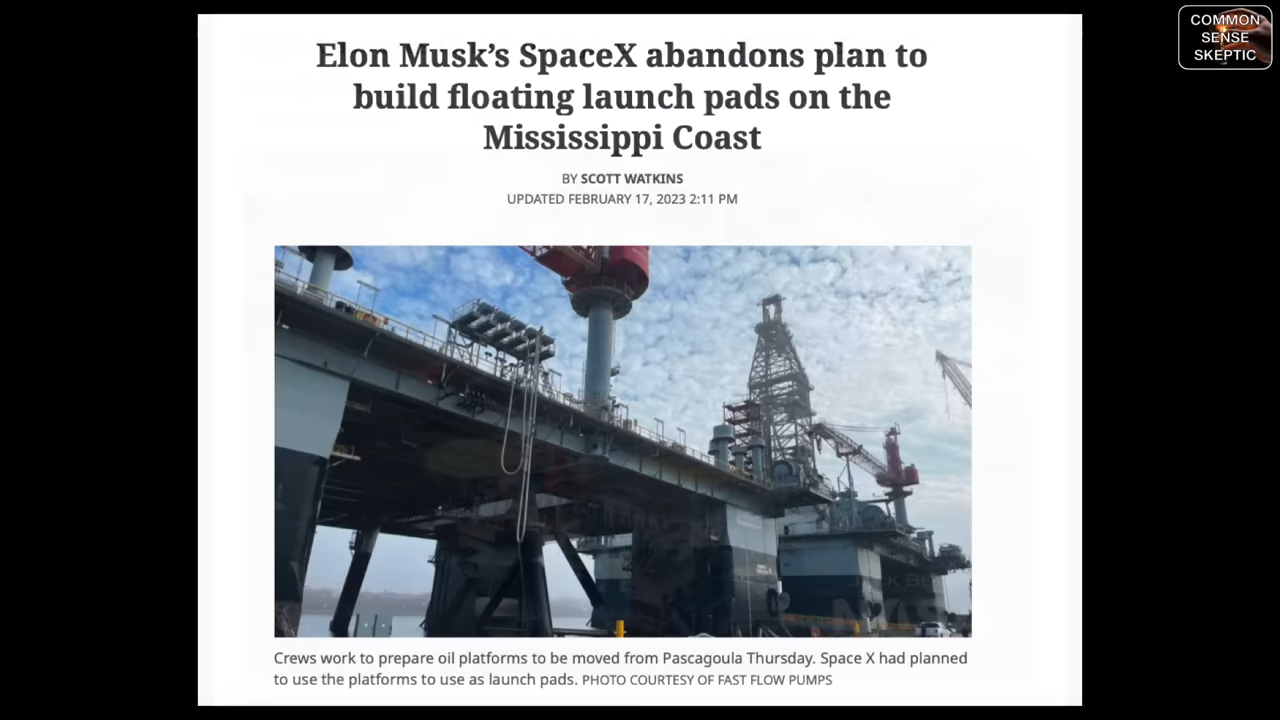 COMMON
SENSE
SKEPTIC
Elon Musk's SpaceX abandons plan to
build floating launch pads on the
Mississippi Coast
BY SCOTT WATKINS
UPDATED FEBRUARY 17, 2023 2:11 PM
Crews work to prepare oil platforms to be moved from Pascagoula Thursday. Space X had planned
to use the platforms to use as launch pads. PHOTO COURTESY OF FAST FLOW PUMPS